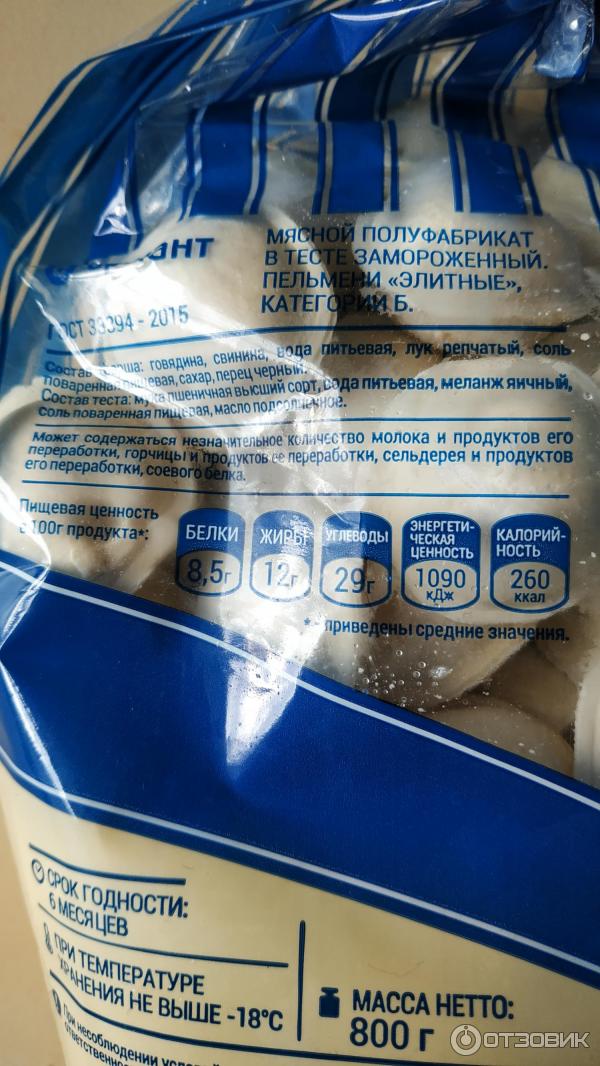 МЯСНОЙ ПОЛУФАБРИКАТ
В ТЕСТЕ ЗАМОРОЖЕННЫЙ.
ПЕЛЬМЕНИ «ЭЛИТНЫЕ»,
КАТЕГОРИИ Б.
ГОСТ 33394 - 2015
Состав фарша: говядина, свинина, вода питьевая, лук репчатый, соль
поваренная пищевая, сахар, перец черный.
Состав теста: мука пшеничная высший сорт, вода питьевая, меланж яичный,
Соль поваренная пищевая, масло подсолнечное.
Может содержаться незначительное количество молока и продуктов его
переработки, горчицы и продуктов ее переработки, сельдерея и продуктов
его переработки, соевого белка.
Пищевая ценность
в 100г продукта*:
БЕЛКИ
8,5г
ЖИРЫ
12г
УГЛЕВОДЫ
29г
ЭНЕРГЕТИ-
ЧЕСКАЯ
ЦЕННОСТЬ
1090
кДж
КАЛОРИЙ-
НОСТЬ
260
ккал
* приведены средние значения.
СРОК ГОДНОСТИ:
6 МЕСЯЦЕВ
ПРИ ТЕМПЕРАТУРЕ
ХРАНЕНИЯ НЕ ВЫШЕ -18°С
При несоблюдении
МАССА НЕТТО:
800 г
ОТЗОВИК